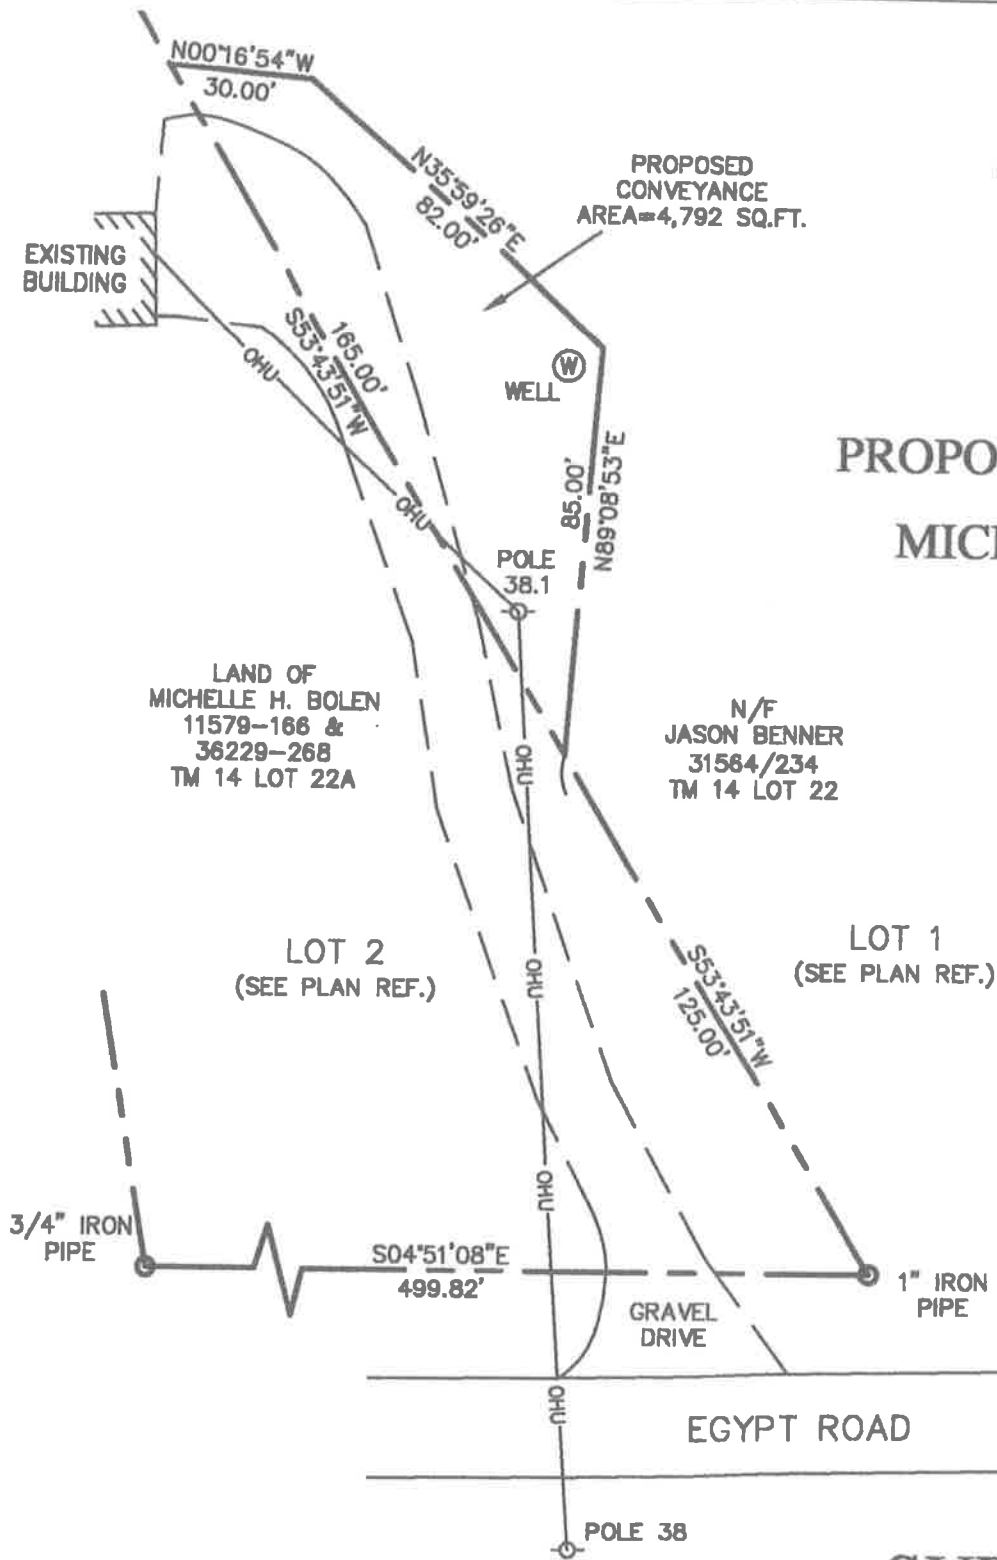 N00°16'54"W
30.00'
N35°59'26"E
82.00'
PROPOSED
CONVEYANCE
AREA=4,792 SQ.FT.
EXISTING
BUILDING
165.00'
S53°43'51"W
OHU
W
WELL
85.00'
N89°08'53"E
OHU
PROPO
MICH
POLE
38.1
LAND OF
MICHELLE H. BOLEN
11579-166 &
36229-268
TM 14 LOT 22A
N/F
JASON BENNER
31564/234
TM 14 LOT 22
OHU
LOT 2
(SEE PLAN REF.)
LOT 1
(SEE PLAN REF.)
OHU
S53°43'51"W
125.00'
OHU
3/4" IRON
PIPE
S04°51'08"E
499.82'
1" IRON
PIPE
GRAVEL
DRIVE
OHU
EGYPT ROAD
POLE 38